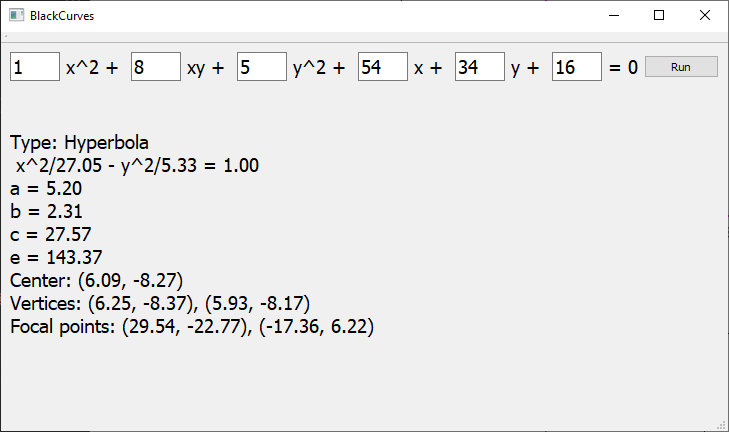 BlackCurves
1 x^2 + 8 xy + 5 y^2 + 54 x + 34 y + 16 = 0 Run
Type: Hyperbola
x^2/27.05 - y^2/5.33 = 1.00
a = 5.20
b = 2.31
c = 27.57
e = 143.37
Center: (6.09, -8.27)
Vertices: (6.25, -8.37), (5.93, -8.17)
Focal points: (29.54, -22.77), (-17.36, 6.22)